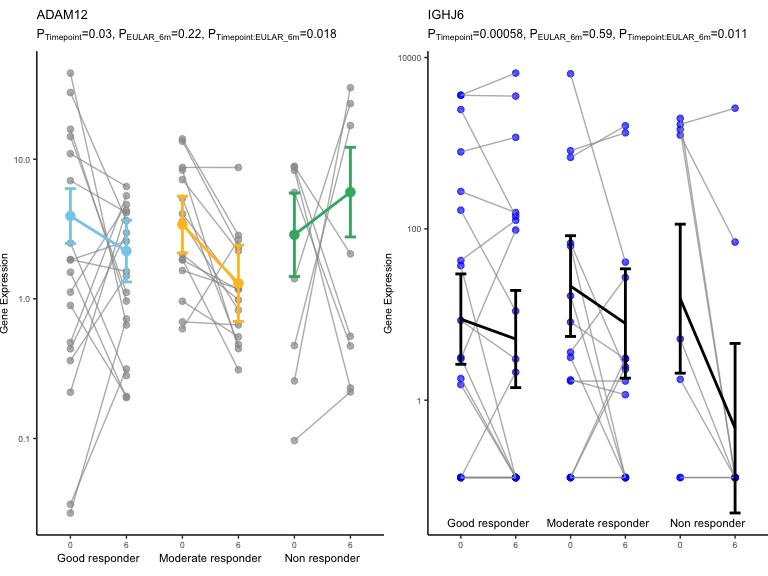 ADAM12
PTimepoint=0.03, PEULAR_6m=0.22, PTimepoint:EULAR_6m=0.018
Gene Expression
10.0
1.0
0.1
0 6 0 6 0 6
Good responder Moderate responder Non responder
IGHJ6
PTimepoint=0.00058, PEULAR_6m=0.59, PTimepoint:EULAR_6m=0.011
Gene Expression
10000
100
1
Good responder Moderate responder Non responder
0 6 0 6 0 6